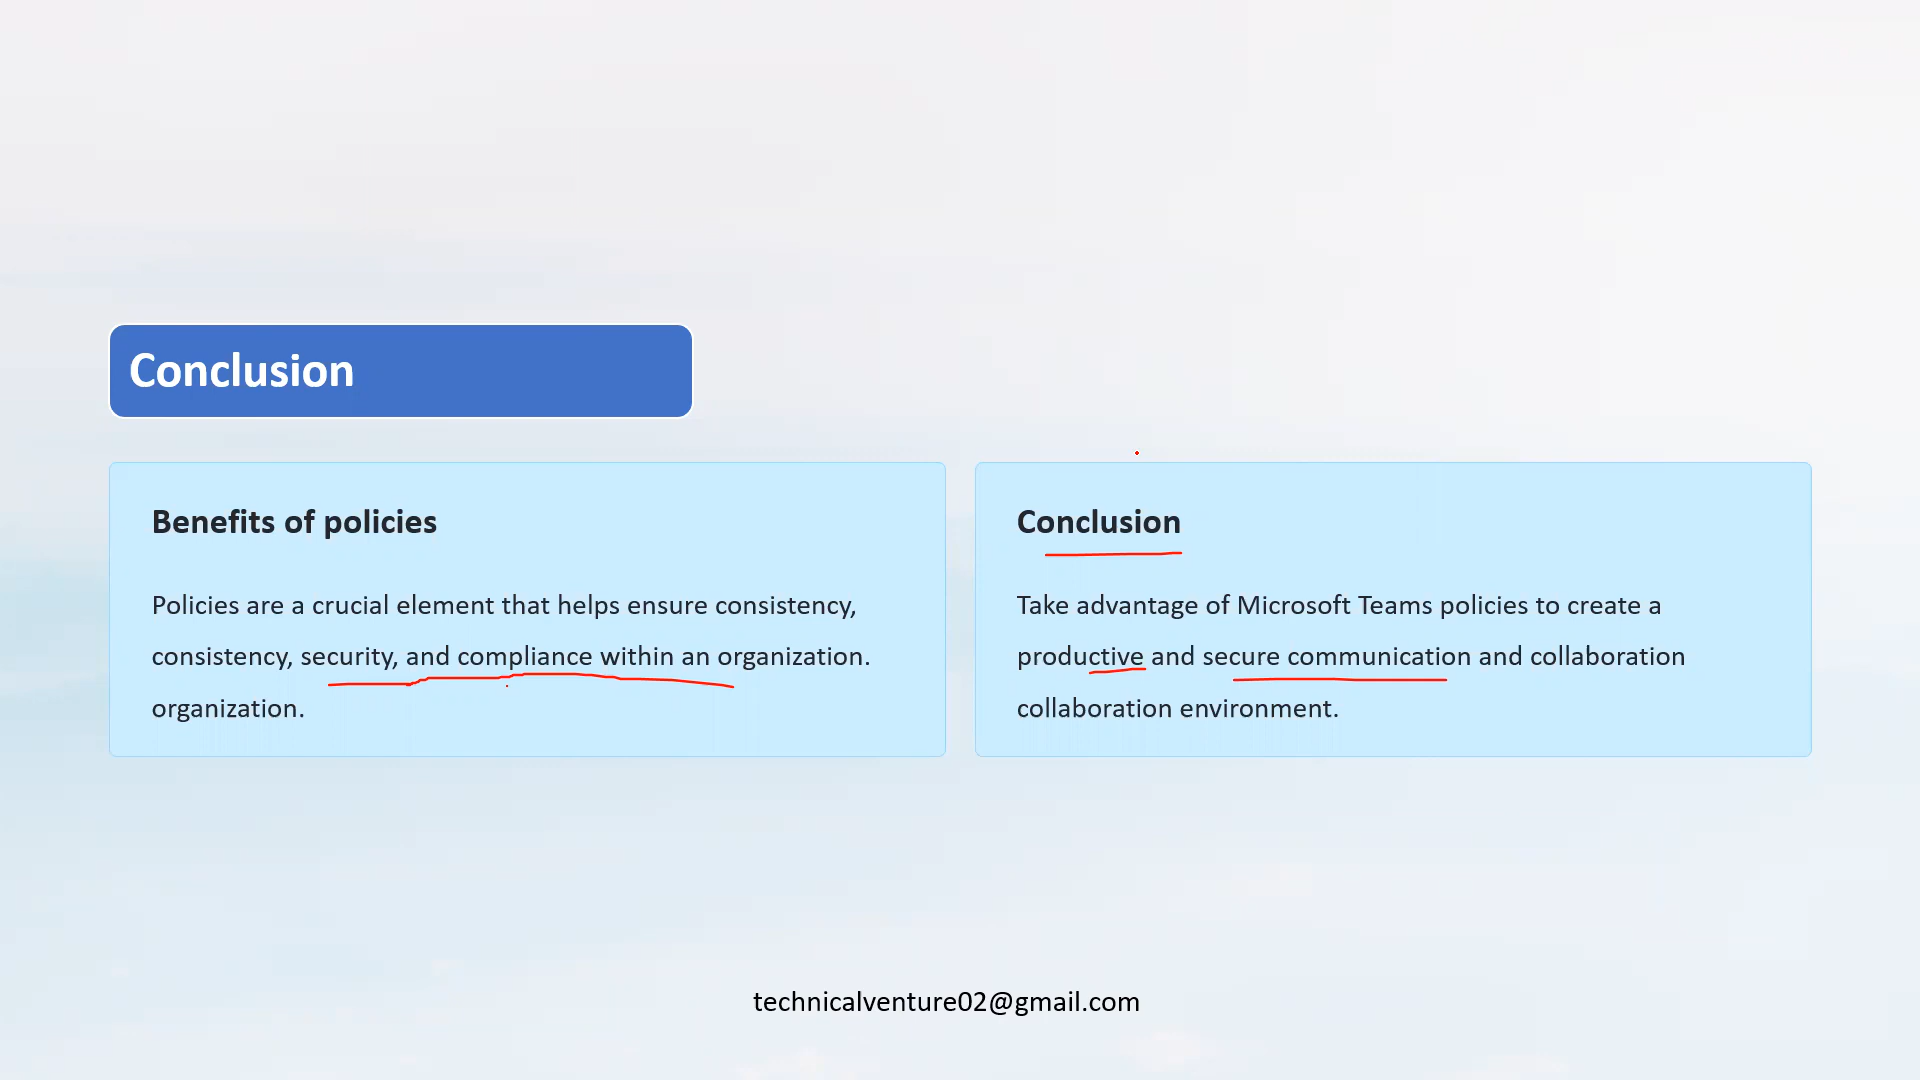 Conclusion
Benefits of policies
Policies are a crucial element that helps ensure consistency,
consistency, security, and compliance within an organization.
organization.
Conclusion
Take advantage of Microsoft Teams policies to create a
productive and secure communication and collaboration
collaboration environment.
technicalventure02@gmail.com